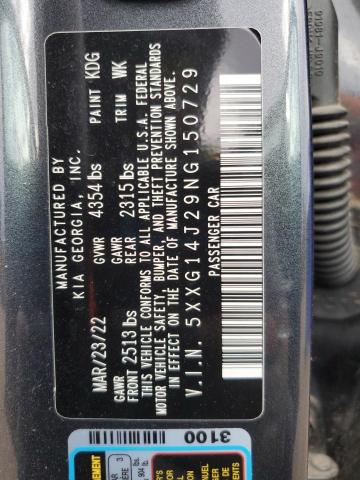 MANUFACTURED BY
KIA GEORGIA, INC.
MAR/23/22 GVWR 4354 lbs PAINT KDG
GAWR FRONT 2513 lbs GAWR REAR 2315 lbs TRIM WK
THIS VEHICLE CONFORMS TO ALL APPLICABLE U.S.A. FEDERAL
MOTOR VEHICLE SAFETY, BUMPER, AND THEFT PREVENTION STANDARDS
IN EFFECT ON THE DATE OF MANUFACTURE SHOWN ABOVE.
V.I.N. 5XXG14J29NG150729
PASSENGER CAR
3100
91981-L3010